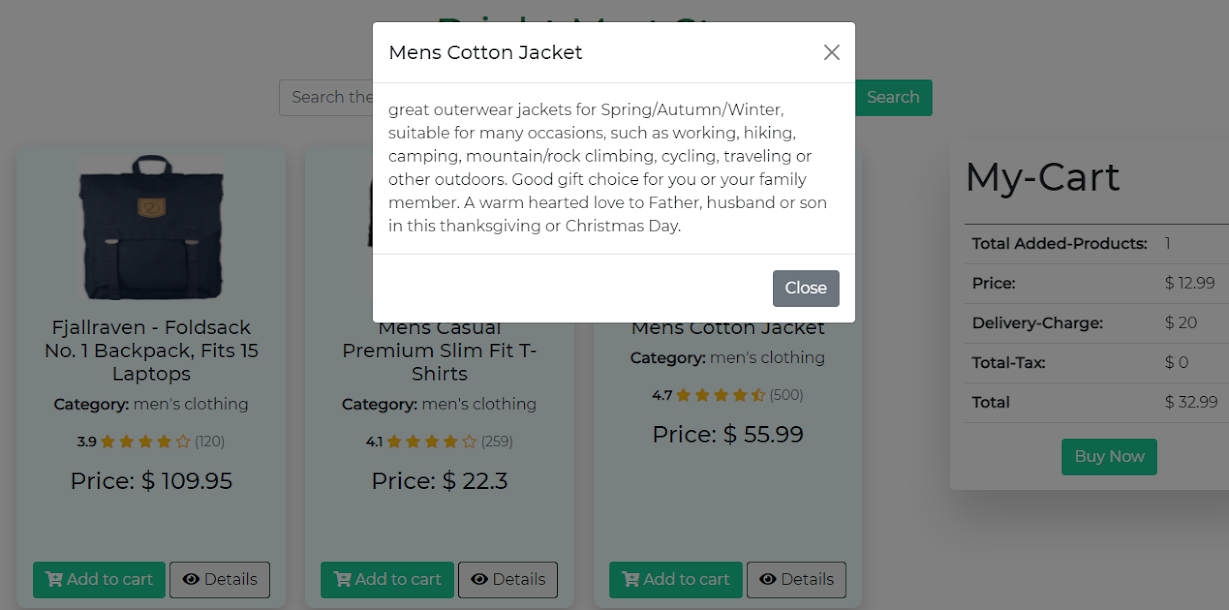 Mens Cotton Jacket
great outerwear jackets for Spring/Autumn/Winter,
suitable for many occasions, such as working, hiking,
camping, mountain/rock climbing, cycling, traveling or
other outdoors. Good gift choice for you or your family
member. A warm hearted love to Father, husband or son
in this thanksgiving or Christmas Day.
Close
Search the
Search
Fjallraven - Foldsack
No. 1 Backpack, Fits 15
Laptops
Category: men's clothing
3.9 (120)
Price: $ 109.95
Add to cart Details
Mens Casual
Premium Slim Fit T-
Shirts
Category: men's clothing
4.1 (259)
Price: $ 22.3
Add to cart Details
Mens Cotton Jacket
Category: men's clothing
4.7 (500)
Price: $ 55.99
Add to cart Details
My-Cart
Total Added-Products: 1
Price: $ 12.99
Delivery-Charge: $ 20
Total-Tax: $ 0
Total $ 32.99
Buy Now